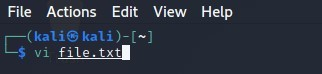 File Actions Edit View Help
(kali㉿kali)-[~]
$ vi file.txt